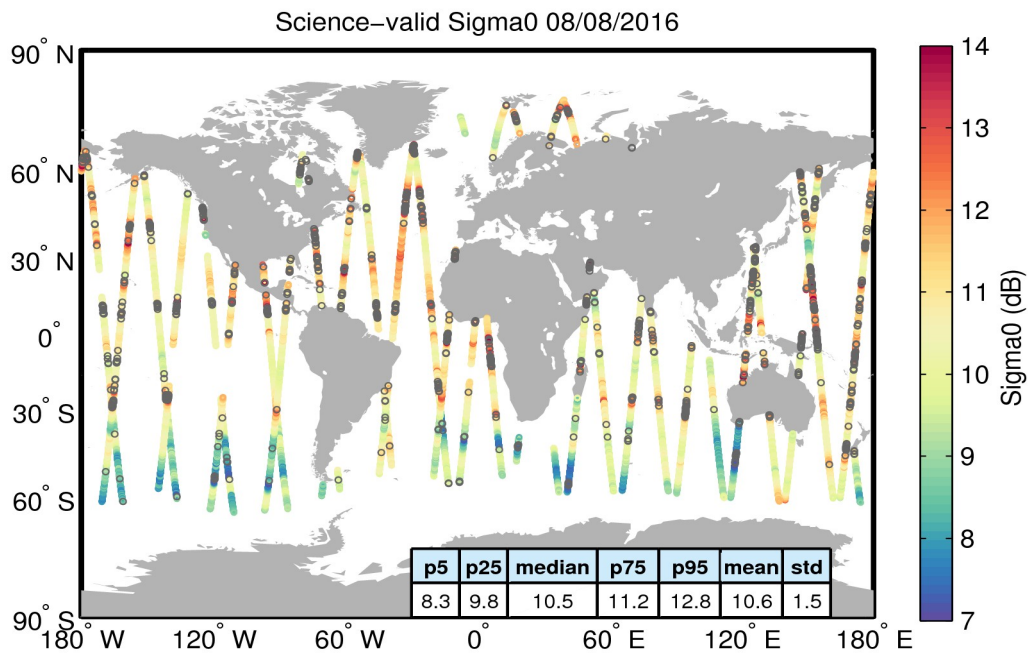 Science−valid Sigma0 08/08/2016
90° N
60° N
30° N
0°
30° S
60° S
90° S
180° W
120° W
60° W
0°
60° E
120° E
180° E
p5 p25 median p75 p95 mean std
8.3 9.8 10.5 11.2 12.8 10.6 1.5
14
13
12
11
10
9
8
7
Sigma0 (dB)